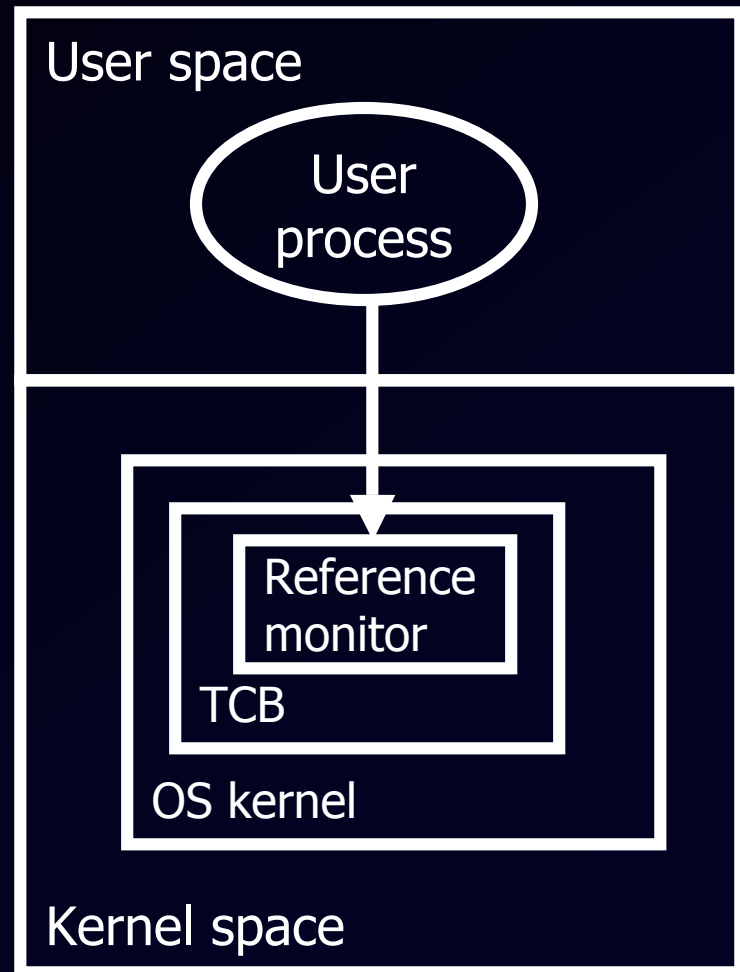 User space
User
process
Reference
monitor
TCB
OS kernel
Kernel space